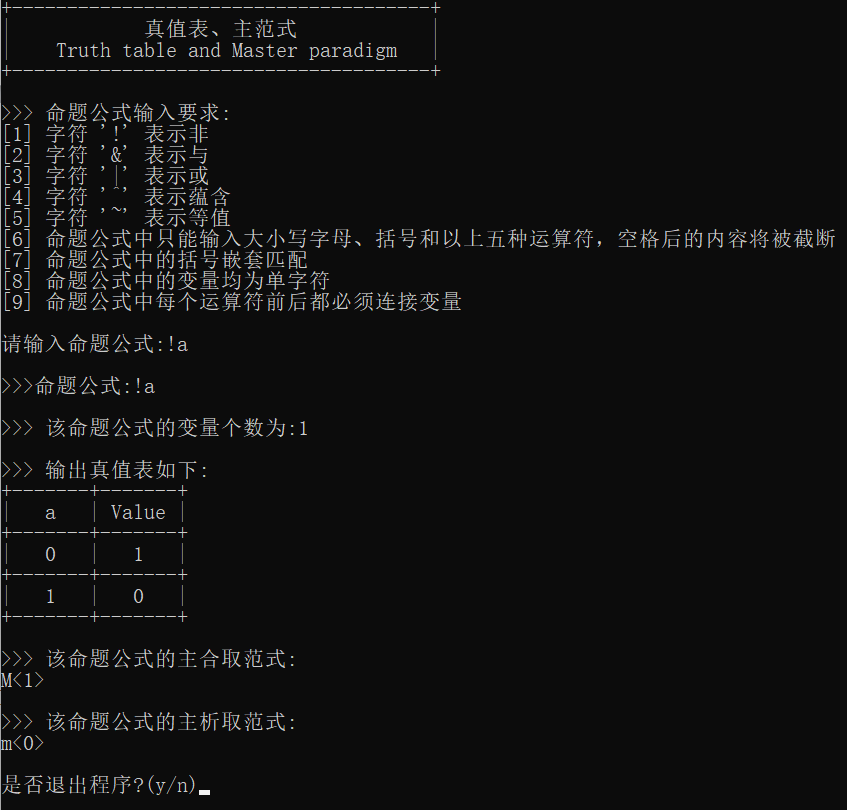 +--------------------------------------+
| 真值表、主范式 |
| Truth table and Master paradigm |
+--------------------------------------+
>>> 命题公式输入要求:
[1] 字符 '!' 表示非
[2] 字符 '&' 表示与
[3] 字符 '|' 表示或
[4] 字符 '^' 表示蕴含
[5] 字符 '~' 表示等值
[6] 命题公式中只能输入大小写字母、括号和以上五种运算符，空格后的内容将被截断
[7] 命题公式中的括号嵌套匹配
[8] 命题公式中的变量均为单字符
[9] 命题公式中每个运算符前后都必须连接变量
请输入命题公式:!a
>>>命题公式:!a
>>> 该命题公式的变量个数为:1
>>> 输出真值表如下:
+-------+-------+
| a | Value |
+-------+-------+
| 0 | 1 |
+-------+-------+
| 1 | 0 |
+-------+-------+
>>> 该命题公式的主合取范式:
M<1>
>>> 该命题公式的主析取范式:
m<0>
是否退出程序?(y/n)_